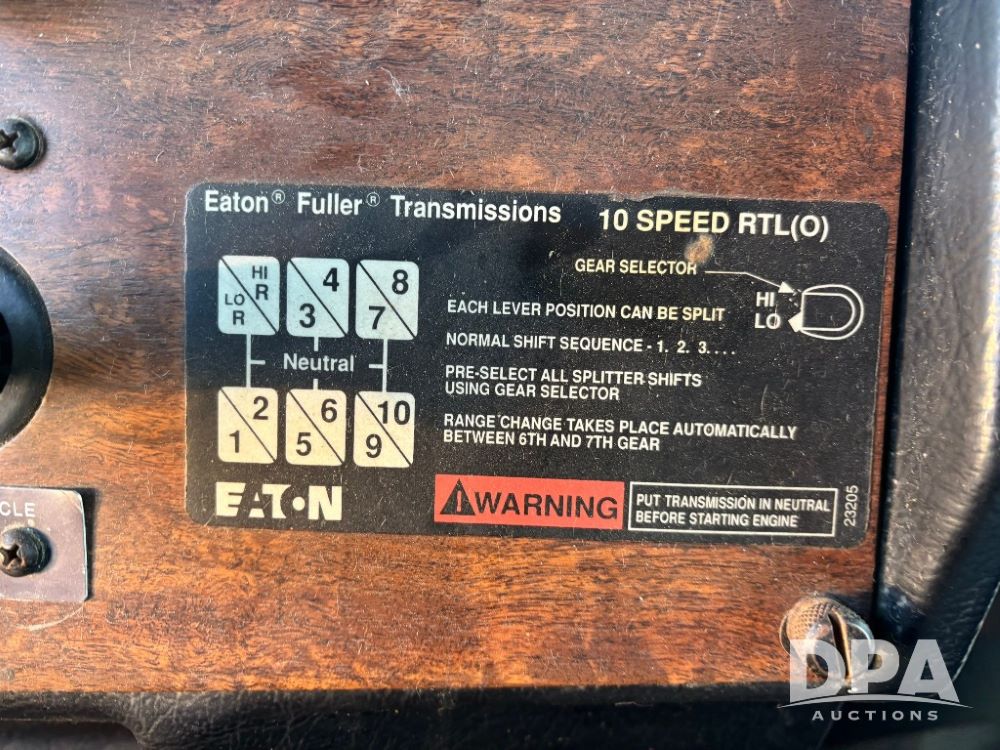 Eaton® Fuller® Transmissions 10 SPEED RTL(O)
GEAR SELECTOR
HI
LO
EACH LEVER POSITION CAN BE SPLIT
NORMAL SHIFT SEQUENCE - 1. 2. 3. . . .
PRE-SELECT ALL SPLITTER SHIFTS
USING GEAR SELECTOR
RANGE CHANGE TAKES PLACE AUTOMATICALLY
BETWEEN 6TH AND 7TH GEAR
HI R 4 8
LO R 3 7
Neutral
2 6 10
1 5 9
EATON
WARNING
PUT TRANSMISSION IN NEUTRAL
BEFORE STARTING ENGINE
23205
CLE
DPA
AUCTIONS